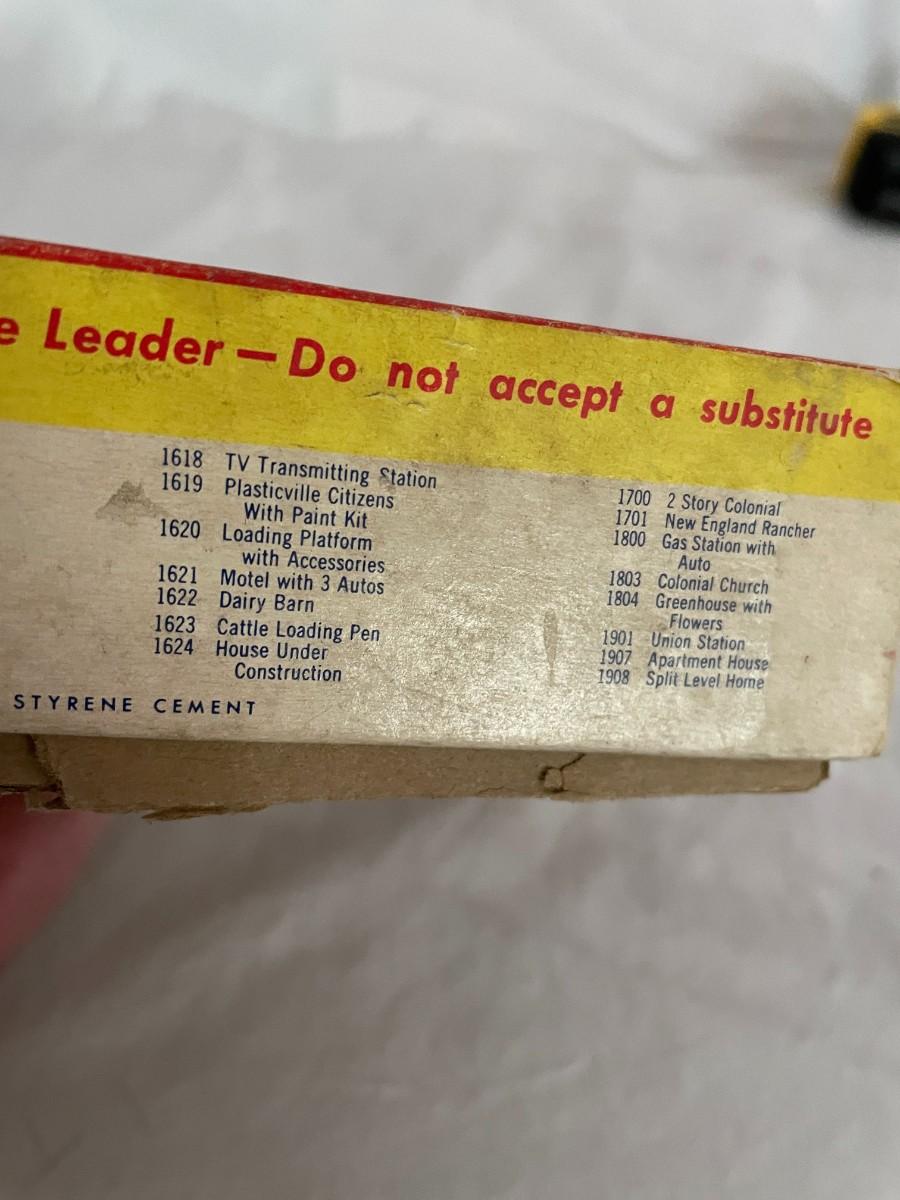 e Leader — Do not accept a substitute
1618 TV Transmitting Station
1619 Plasticville Citizens
With Paint Kit
1620 Loading Platform
with Accessories
1621 Motel with 3 Autos
1622 Dairy Barn
1623 Cattle Loading Pen
1624 House Under
Construction
1700 2 Story Colonial
1701 New England Rancher
1800 Gas Station with
Auto
1803 Colonial Church
1804 Greenhouse with
Flowers
1901 Union Station
1907 Apartment House
1908 Split Level Home
STYRENE CEMENT